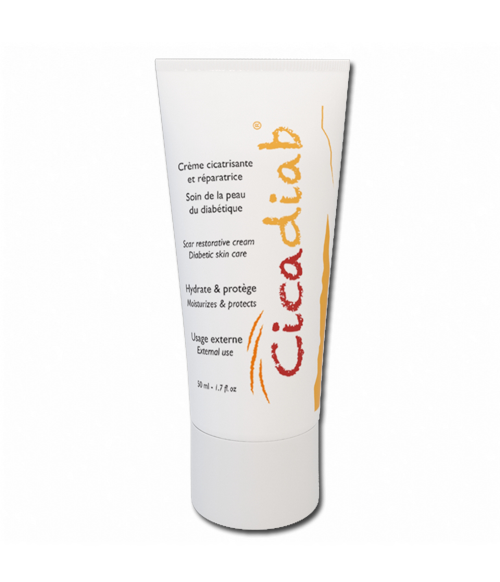 Crème cicatrisante
et réparatrice
Soin de la peau
du diabétique
Scar restorative cream
Diabetic skin care
Hydrate & protège
Moisturizes & protects
Usage externe
External use
50 ml - 1.7 fl. oz
Cicadiab®